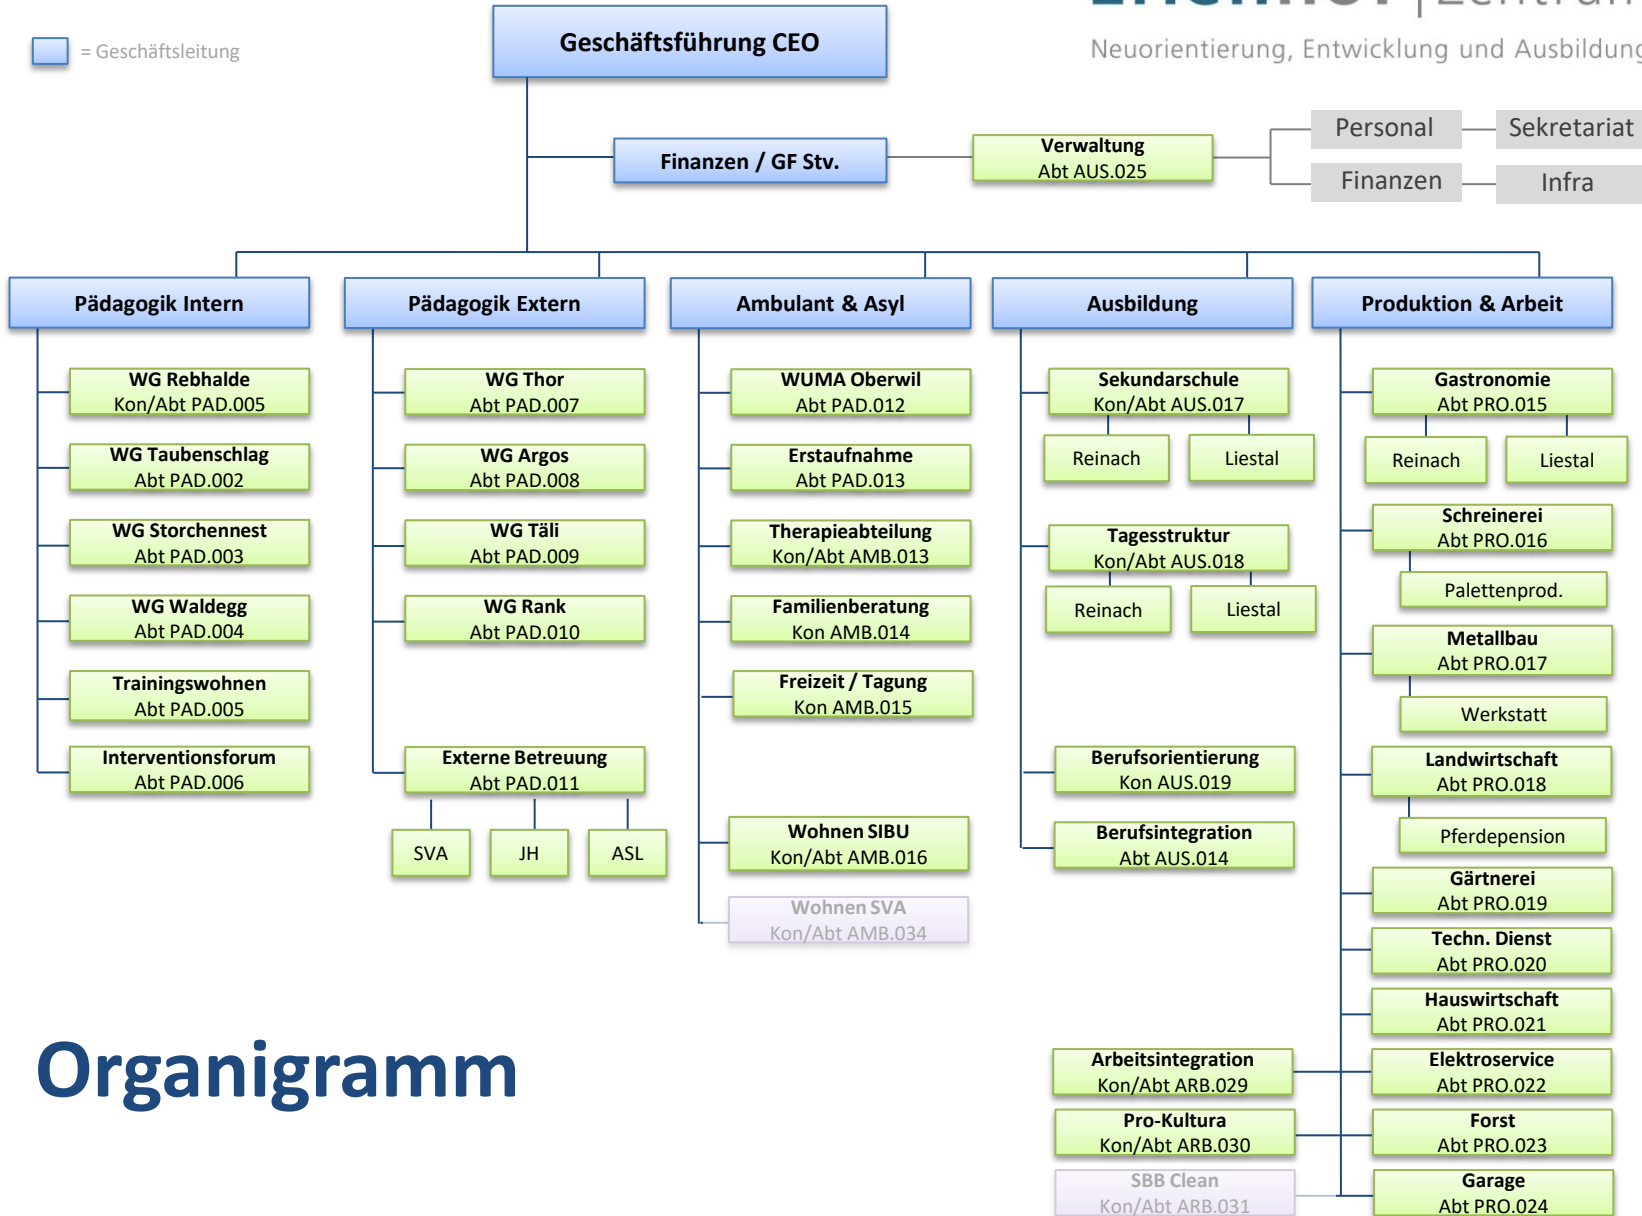 Zentrum
Neuorientierung, Entwicklung und Ausbildung
= Geschäftsleitung
Geschäftsführung CEO
Finanzen / GF Stv.
Verwaltung
Abt AUS.025
Personal
Sekretariat
Finanzen
Infra
Pädagogik Intern
WG Rebhalde
Kon/Abt PAD.005
WG Taubenschlag
Abt PAD.002
WG Storchennest
Abt PAD.003
WG Waldegg
Abt PAD.004
Trainingswohnen
Abt PAD.005
Interventionsforum
Abt PAD.006
Pädagogik Extern
WG Thor
Abt PAD.007
WG Argos
Abt PAD.008
WG Täli
Abt PAD.009
WG Rank
Abt PAD.010
Externe Betreuung
Abt PAD.011
SVA
JH
ASL
Ambulant & Asyl
WUMA Oberwil
Abt PAD.012
Erstaufnahme
Abt PAD.013
Therapieabteilung
Kon/Abt AMB.013
Familienberatung
Kon AMB.014
Freizeit / Tagung
Kon AMB.015
Wohnen SIBU
Kon/Abt AMB.016
Wohnen SVA
Kon/Abt AMB.034
Ausbildung
Sekundarschule
Kon/Abt AUS.017
Reinach
Liestal
Tagesstruktur
Kon/Abt AUS.018
Reinach
Liestal
Berufsorientierung
Kon AUS.019
Berufsintegration
Abt AUS.014
Produktion & Arbeit
Gastronomie
Abt PRO.015
Reinach
Liestal
Schreinerei
Abt PRO.016
Palettenprod.
Metallbau
Abt PRO.017
Werkstatt
Landwirtschaft
Abt PRO.018
Pferdepension
Gärtnerei
Abt PRO.019
Techn. Dienst
Abt PRO.020
Hauswirtschaft
Abt PRO.021
Arbeitsintegration
Kon/Abt ARB.029
Elektroservice
Abt PRO.022
Pro-Kultura
Kon/Abt ARB.030
Forst
Abt PRO.023
SBB Clean
Kon/Abt ARB.031
Garage
Abt PRO.024
Organigramm